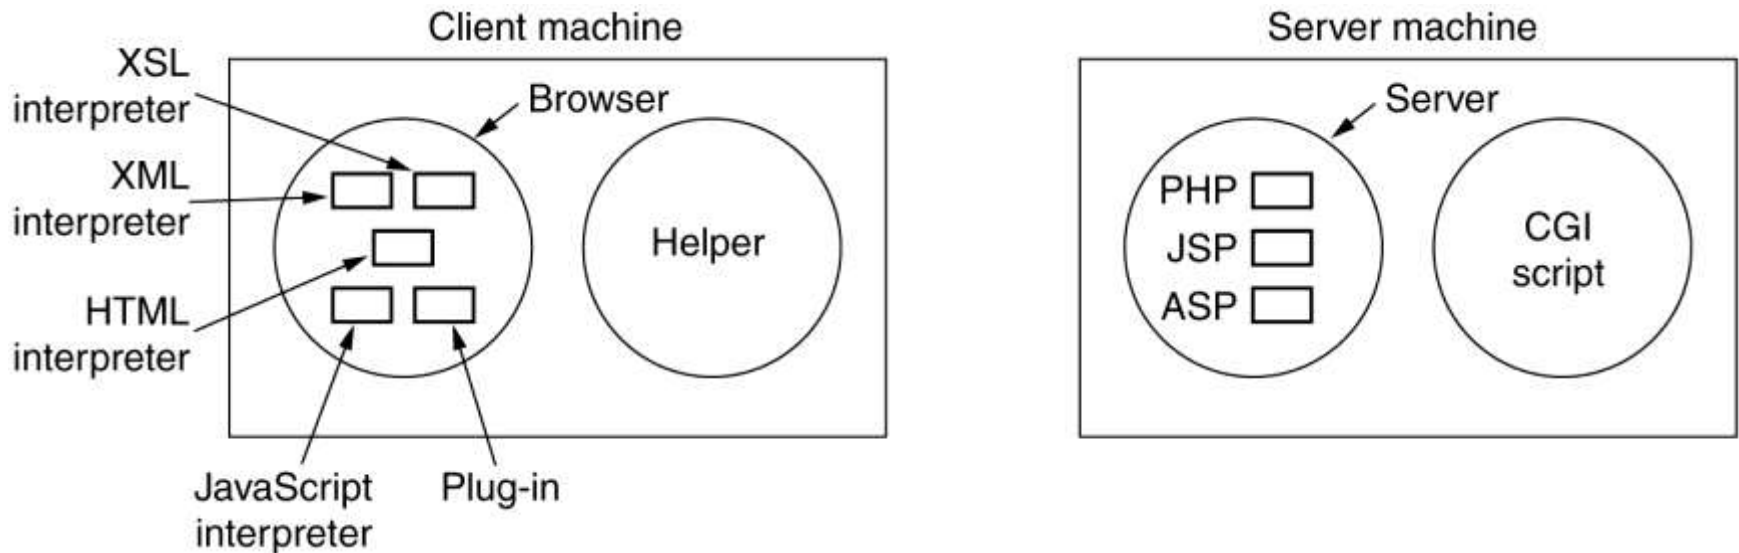 Client machine
Server machine
XSL
interpreter
Browser
Server
XML
interpreter
PHP
JSP
ASP
Helper
CGI
script
HTML
interpreter
JavaScript
interpreter
Plug-in